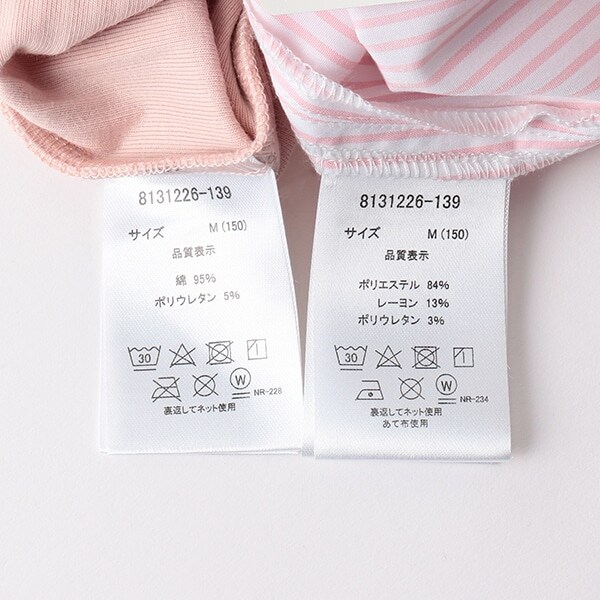 8131226-139
サイズ M(150)
品質表示
綿 95%
ポリウレタン 5%
30
W
NR-228
裏返してネット使用
8131226-139
サイズ M(150)
品質表示
ポリエステル 84%
レーヨン 13%
ポリウレタン 3%
30
W
NR-234
裏返してネット使用
あて布使用